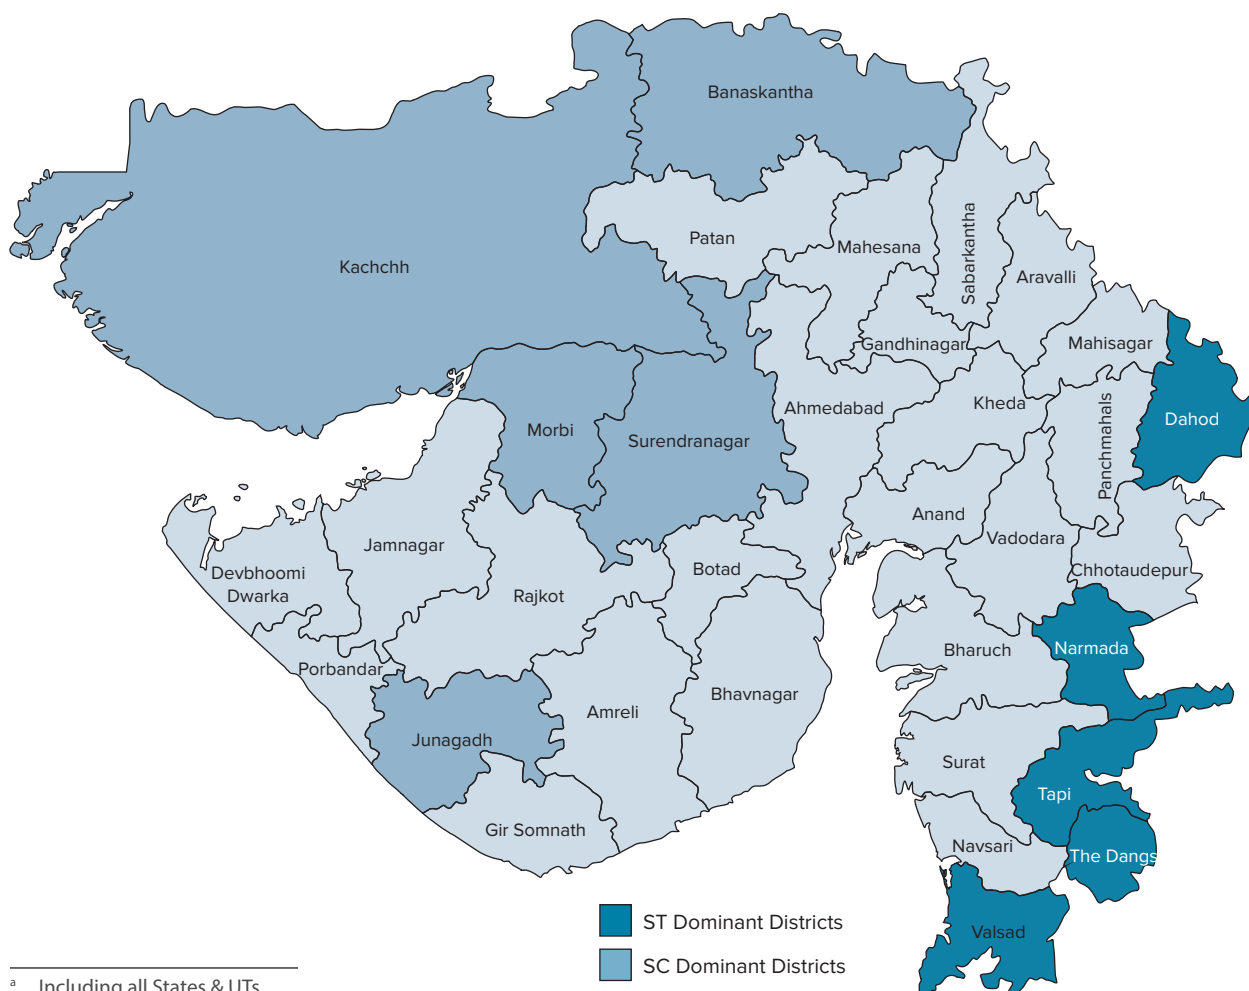 Banaskantha
Patan
Mahesana
Sabarkantha
Aravalli
Kachchh
Gandhinagar
Mahisagar
Ahmedabad
Kheda
Panchmahals
Dahod
Morbi
Surendranagar
Anand
Vadodara
Jamnagar
Botad
Chhotaudepur
Devbhoomi
Dwarka
Rajkot
Bharuch
Narmada
Porbandar
Bhavnagar
Amreli
Junagadh
Surat
Tapi
Gir Somnath
Navsari
The Dangs
Valsad
ST Dominant Districts
SC Dominant Districts
a Including all States & UTs